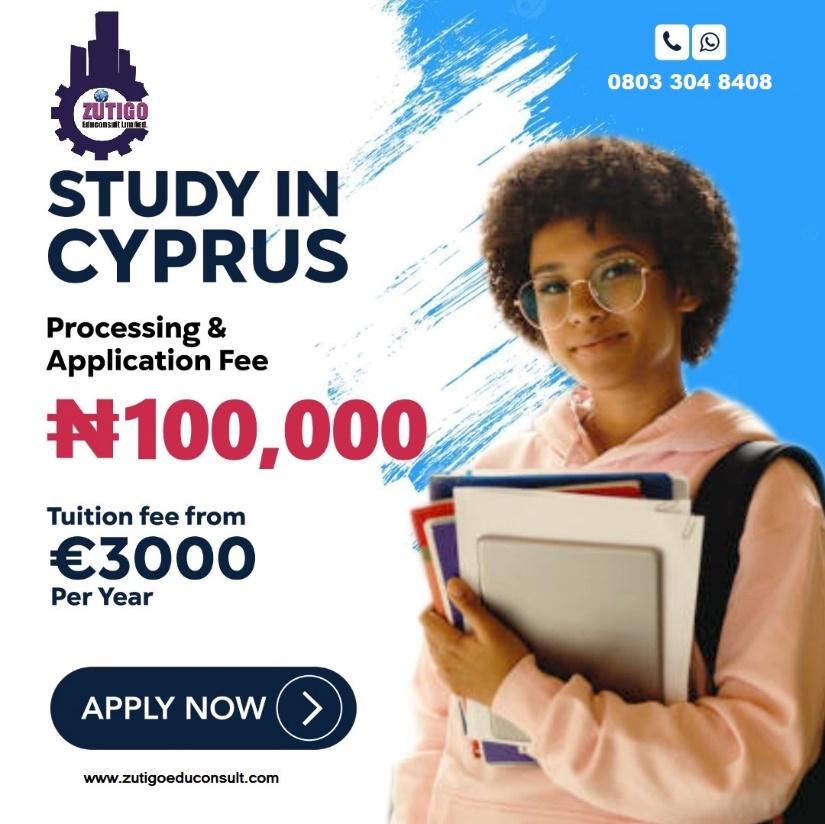 ZUTIGO
Educonsult Limited.
0803 304 8408
STUDY IN
CYPRUS
Processing &
Application Fee
₦100,000
Tuition fee from
€3000
Per Year
APPLY NOW
www.zutigoeduconsult.com